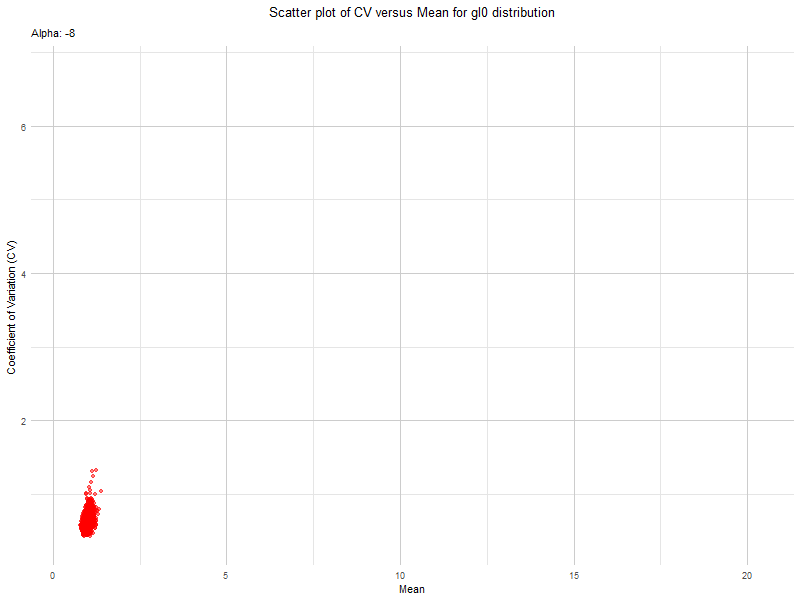 Scatter plot of CV versus Mean for gI0 distribution
Alpha: -8
Coefficient of Variation (CV)
6
4
2
0
5
10
15
20
Mean